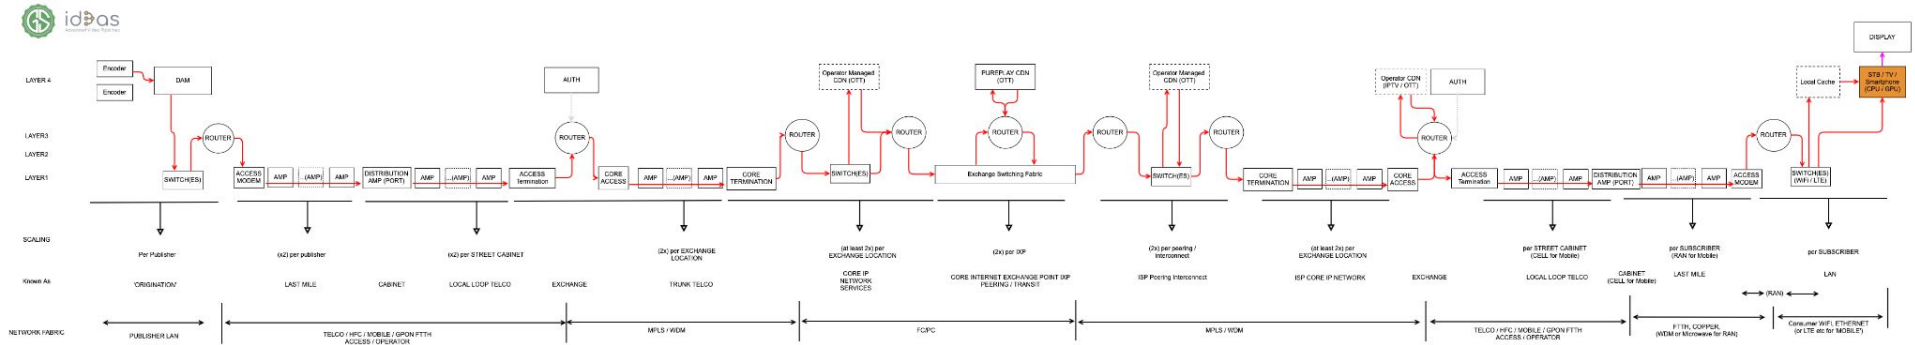 GS
ideas
LAYER 4
Encoder
Encoder
DAM
AUTH
Operator Managed
CDN (OTT)
PUREPLAY CDN
(OTT)
Operator Managed
CDN (OTT)
Operator CDN
(IPTV / OTT)
AUTH
Local Cache
STB / TV /
Smartphone
(CPU / GPU)
DISPLAY
LAYER3
LAYER2
ROUTER
ROUTER
ROUTER
ROUTER
ROUTER
ROUTER
ROUTER
ROUTER
ROUTER
LAYER1
SWITCH(ES)
ACCESS
MODEM
AMP
...(AMP)
AMP
DISTRIBUTION
AMP (PORT)
AMP
...(AMP)
AMP
ACCESS
Termination
CORE
ACCESS
AMP
...(AMP)
AMP
CORE
TERMINATION
SWITCH(ES)
Exchange Switching Fabric
SWITCH(ES)
CORE
TERMINATION
AMP
...(AMP)
AMP
CORE
ACCESS
ACCESS
Termination
AMP
...(AMP)
AMP
DISTRIBUTION
AMP (PORT)
AMP
...(AMP)
AMP
ACCESS
MODEM
SWITCH(ES)
(WiFi / LTE)
SCALING
Per Publisher
(x2) per publisher
(x2) per STREET CABINET
(2x) per EXCHANGE
LOCATION
(at least 2x) per
EXCHANGE LOCATION
(2x) per IXP
(2x) per peering /
Interconnect
(at least 2x) per
EXCHANGE LOCATION
per STREET CABINET
(CELL for Mobile)
per SUBSCRIBER
(RAN for Mobile)
per SUBSCRIBER
Known As
'ORIGINATION'
LAST MILE
CABINET
LOCAL LOOP TELCO
EXCHANGE
TRUNK TELCO
CORE IP
NETWORK
SERVICES
CORE INTERNET EXCHANGE POINT IXP
PEERING / TRANSIT
ISP Peering Interconnect
ISP CORE IP NETWORK
EXCHANGE
LOCAL LOOP TELCO
CABINET
(CELL for Mobile)
LAST MILE
LAN
(RAN)
NETWORK FABRIC
PUBLISHER LAN
TELCO / HFC / MOBILE / GPON FTTH
ACCESS / OPERATOR
MPLS / WDM
FC/PC
MPLS / WDM
TELCO / HFC / MOBILE / GPON FTTH
ACCESS / OPERATOR
FTTH, COPPER,
(WDM or Microwave for RAN)
Consumer WIFI, ETHERNET
(or LTE etc for 'MOBILE')